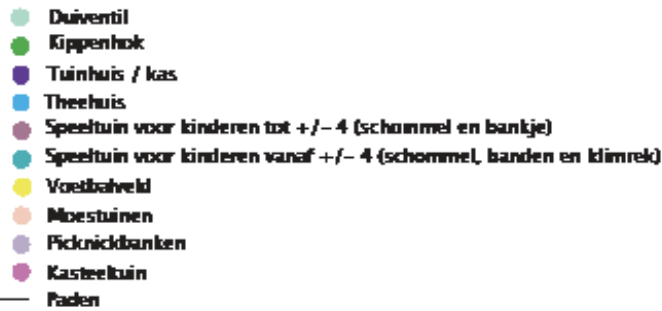 Duiventil
Kippenhok
Tuinhuis / kas
Theehuis
Speeltuin voor kinderen tot +/- 4 (schommel en bankje)
Speeltuin voor kinderen vanaf +/- 4 (schommel, banden en klimrek)
Voetbalveld
Moestuinen
Picknickbanken
Kasteeltuin
Paden